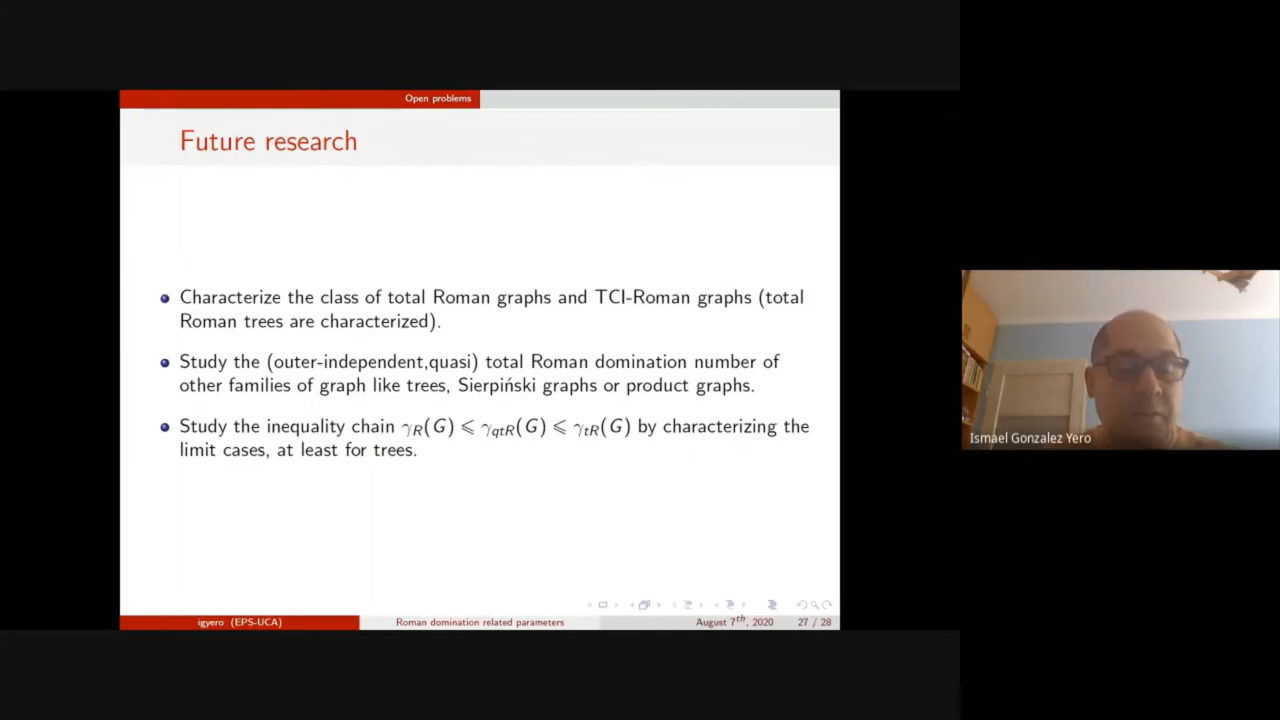 Open problems
Future research
Characterize the class of total Roman graphs and TCI-Roman graphs (total
Roman trees are characterized).
Study the (outer-independent,quasi) total Roman domination number of
other families of graph like trees, Sierpiński graphs or product graphs.
Study the inequality chain γR(G) ⩽ γqtR(G) ⩽ γtR(G) by characterizing the
limit cases, at least for trees.
Ismael Gonzalez Yero
igyero (EPS-UCA)
Roman domination related parameters
August 7th, 2020
27 / 28